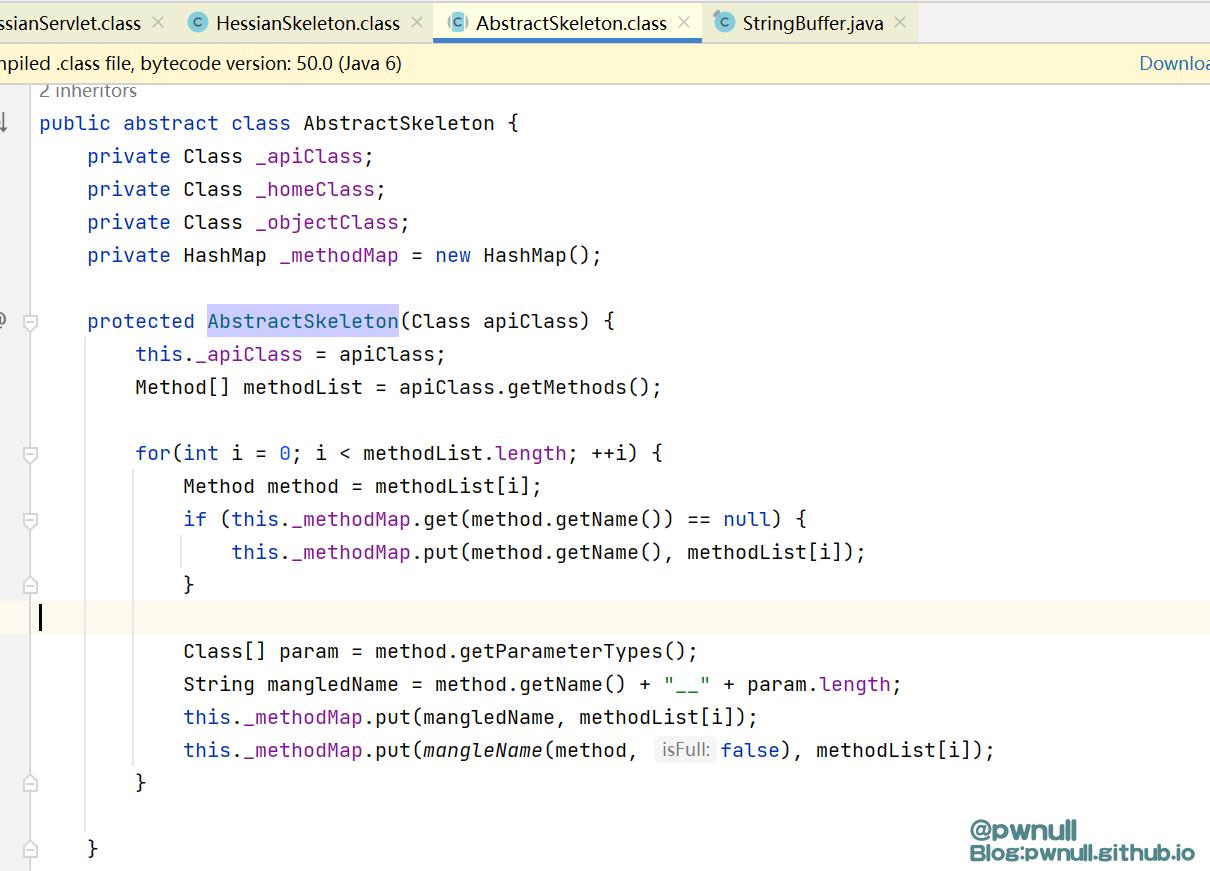 ssianServlet.class HessianSkeleton.class AbstractSkeleton.class StringBuffer.java
mpiled .class file, bytecode version: 50.0 (Java 6) Downloa
2 inheritors
public abstract class AbstractSkeleton {
private Class _apiClass;
private Class _homeClass;
private Class _objectClass;
private HashMap _methodMap = new HashMap();
protected AbstractSkeleton(Class apiClass) {
this._apiClass = apiClass;
Method[] methodList = apiClass.getMethods();
for(int i = 0; i < methodList.length; ++i) {
Method method = methodList[i];
if (this._methodMap.get(method.getName()) == null) {
this._methodMap.put(method.getName(), methodList[i]);
}
Class[] param = method.getParameterTypes();
String mangledName = method.getName() + "__" + param.length;
this._methodMap.put(mangledName, methodList[i]);
this._methodMap.put(mangleName(method, isFull: false), methodList[i]);
}
}
@pwnull
Blog:pwnull.github.io